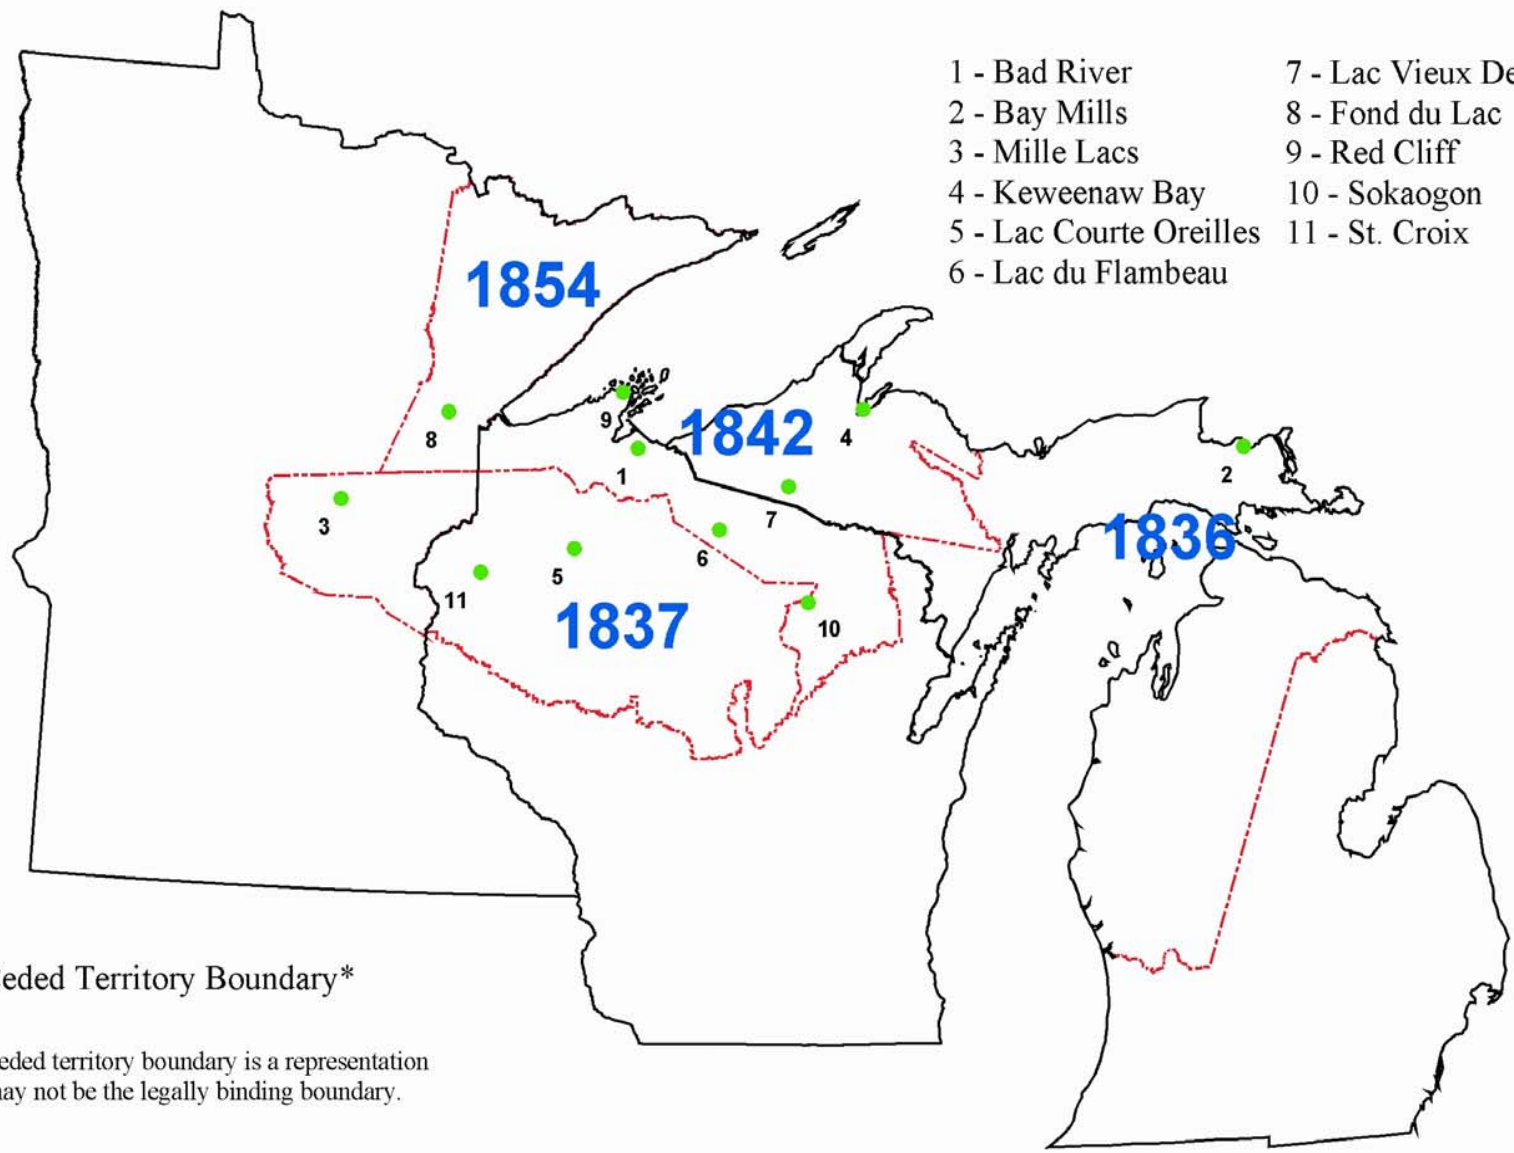 1 - Bad River
2 - Bay Mills
3 - Mille Lacs
4 - Keweenaw Bay
5 - Lac Courte Oreilles
6 - Lac du Flambeau
7 - Lac Vieux De
8 - Fond du Lac
9 - Red Cliff
10 - Sokaogon
11 - St. Croix
1854
1842
1836
1837
9
8
4
1
2
3
7
6
5
11
10
eded Territory Boundary*
eded territory boundary is a representation
may not be the legally binding boundary.